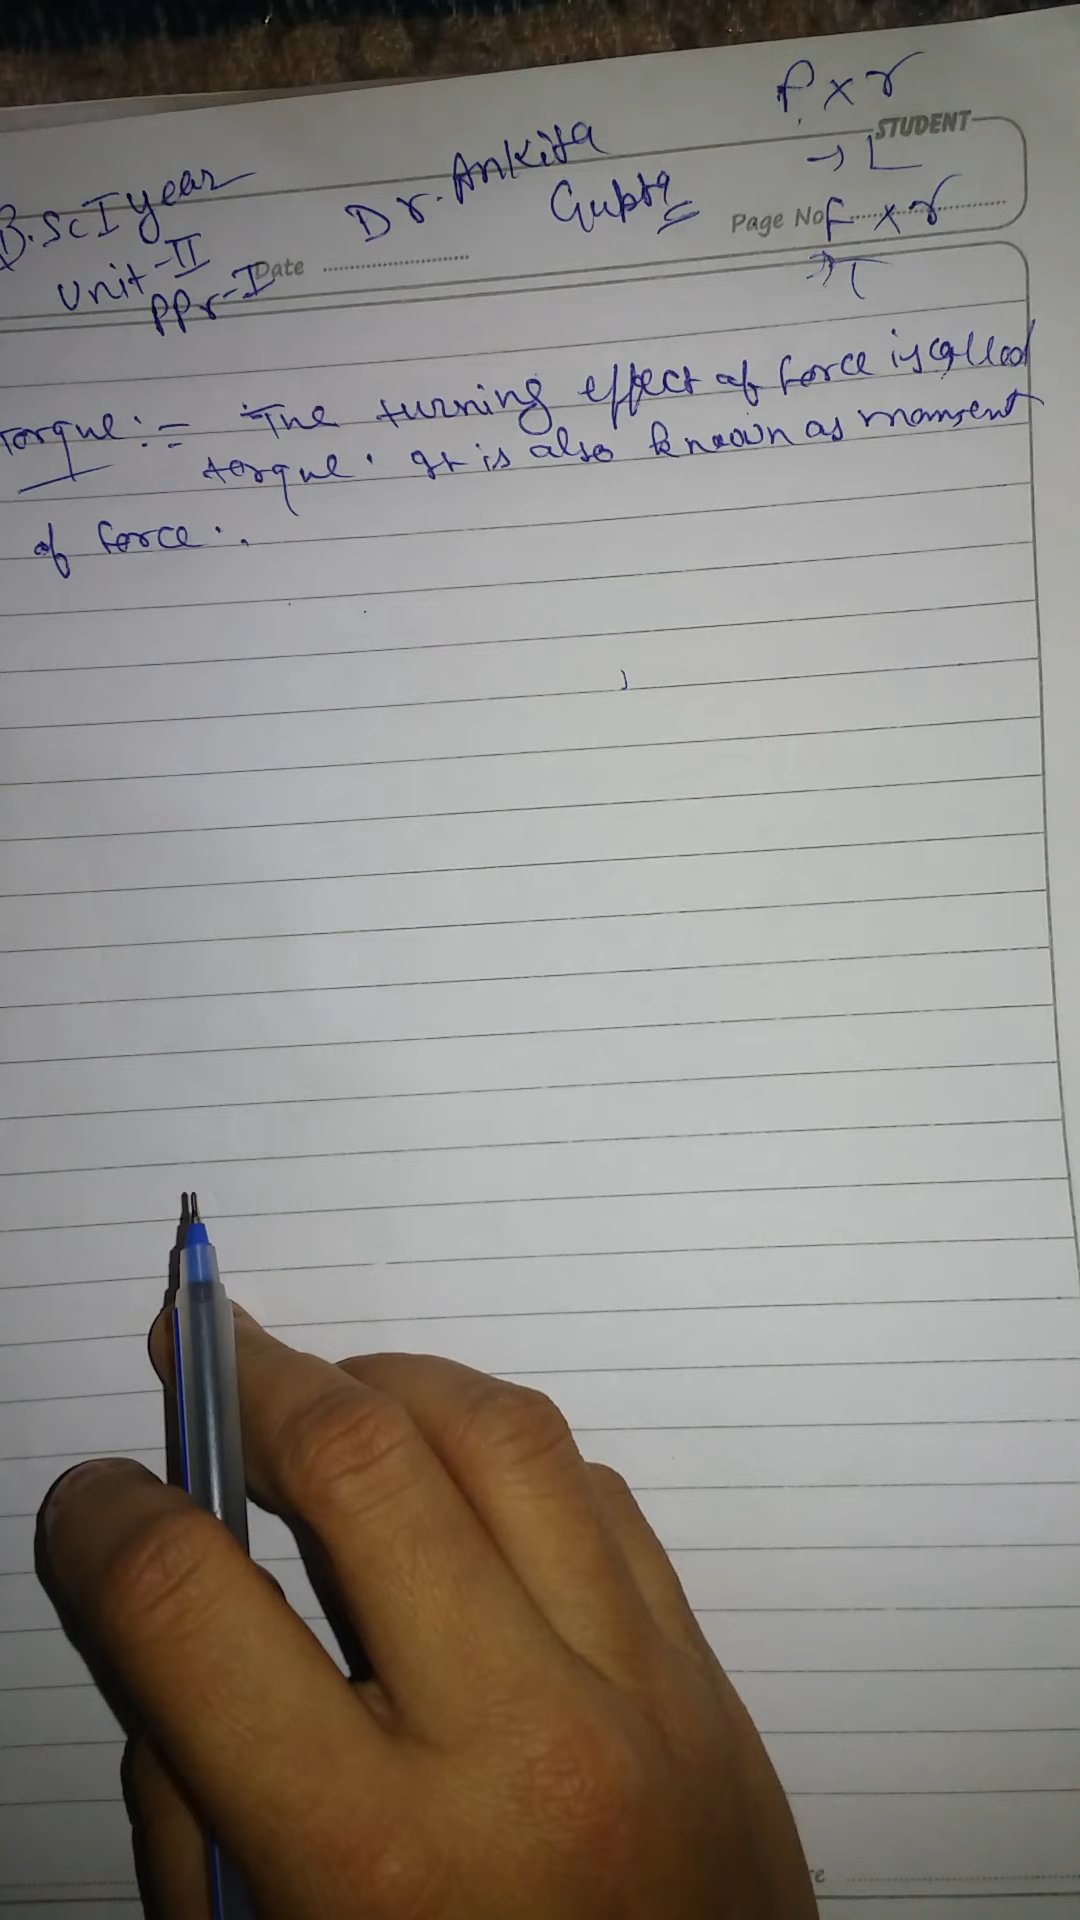 P x r
STUDENT
→ L
B.Sc I year
Dr. Ankita
Gupta
Page No.
F x r
Unit-II
Date
→ τ
PPr-I
Torque:= The turning effect of force is called
torque. It is also known as moment
of force.